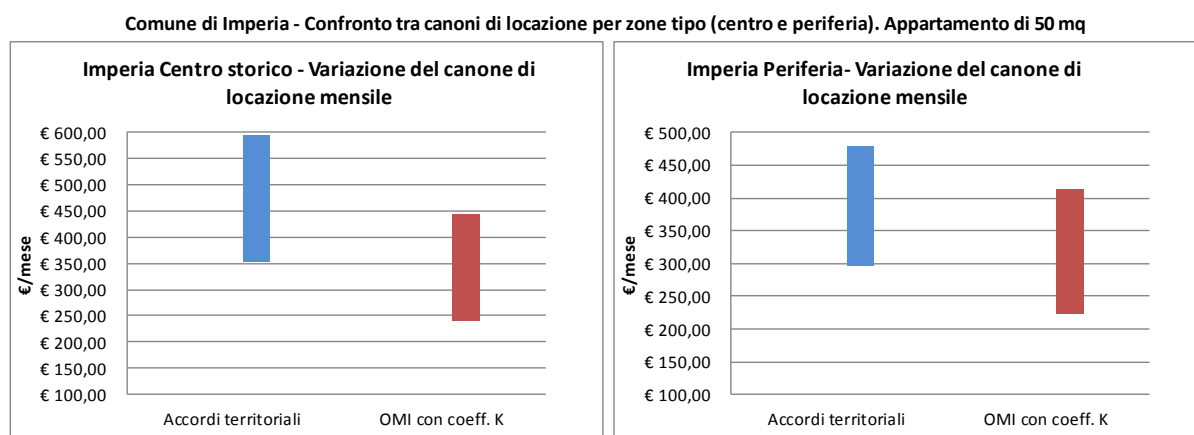 Comune di Imperia - Confronto tra canoni di locazione per zone tipo (centro e periferia). Appartamento di 50 mq
Imperia Centro storico - Variazione del canone di
locazione mensile
€/mese
€ 600,00
€ 550,00
€ 500,00
€ 450,00
€ 400,00
€ 350,00
€ 300,00
€ 250,00
€ 200,00
€ 150,00
€ 100,00
Accordi territoriali
OMI con coeff. K
Imperia Periferia- Variazione del canone di
locazione mensile
€/mese
€ 500,00
€ 450,00
€ 400,00
€ 350,00
€ 300,00
€ 250,00
€ 200,00
€ 150,00
€ 100,00
Accordi territoriali
OMI con coeff. K